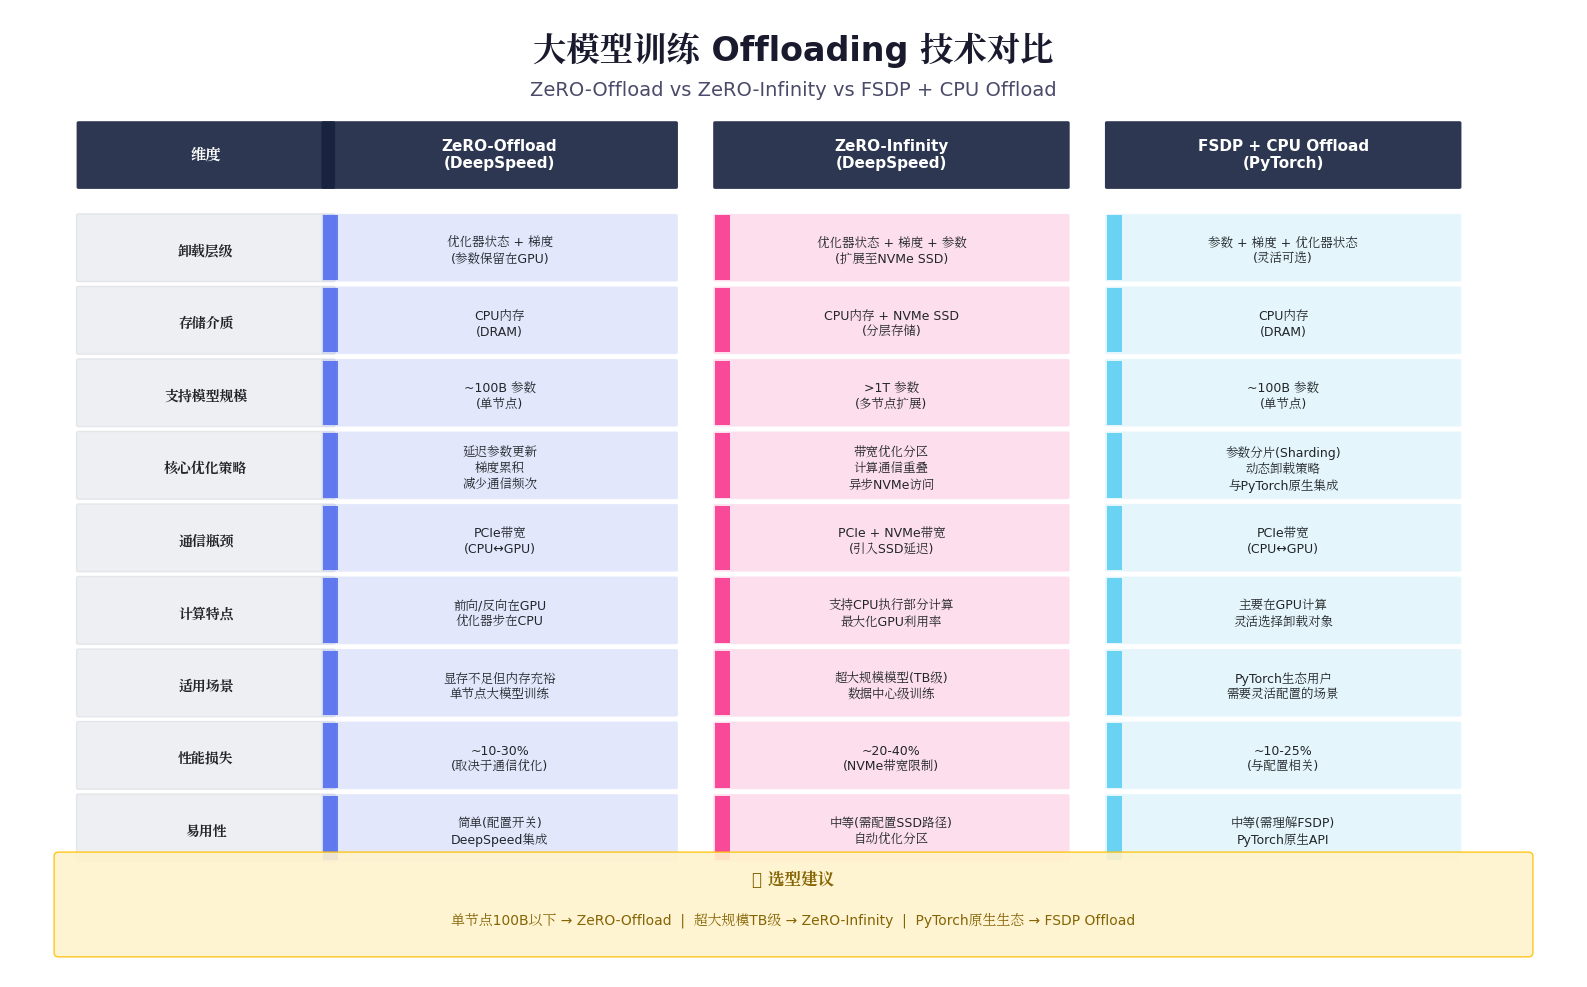 大模型训练 Offloading 技术对比
ZeRO-Offload vs ZeRO-Infinity vs FSDP + CPU Offload
维度
ZeRO-Offload
(DeepSpeed)
ZeRO-Infinity
(DeepSpeed)
FSDP + CPU Offload
(PyTorch)
卸载层级
优化器状态 + 梯度
(参数保留在GPU)
优化器状态 + 梯度 + 参数
(扩展至NVMe SSD)
参数 + 梯度 + 优化器状态
(灵活可选)
存储介质
CPU内存
(DRAM)
CPU内存 + NVMe SSD
(分层存储)
CPU内存
(DRAM)
支持模型规模
~100B 参数
(单节点)
>1T 参数
(多节点扩展)
~100B 参数
(单节点)
核心优化策略
延迟参数更新
梯度累积
减少通信频次
带宽优化分区
计算通信重叠
异步NVMe访问
参数分片(Sharding)
动态卸载策略
与PyTorch原生集成
通信瓶颈
PCIe带宽
(CPU↔GPU)
PCIe + NVMe带宽
(引入SSD延迟)
PCIe带宽
(CPU↔GPU)
计算特点
前向/反向在GPU
优化器步在CPU
支持CPU执行部分计算
最大化GPU利用率
主要在GPU计算
灵活选择卸载对象
适用场景
显存不足但内存充裕
单节点大模型训练
超大规模模型(TB级)
数据中心级训练
PyTorch生态用户
需要灵活配置的场景
性能损失
~10-30%
(取决于通信优化)
~20-40%
(NVMe带宽限制)
~10-25%
(与配置相关)
易用性
简单(配置开关)
DeepSpeed集成
中等(需配置SSD路径)
自动优化分区
中等(需理解FSDP)
PyTorch原生API
选型建议
单节点100B以下 → ZeRO-Offload | 超大规模TB级 → ZeRO-Infinity | PyTorch原生生态 → FSDP Offload